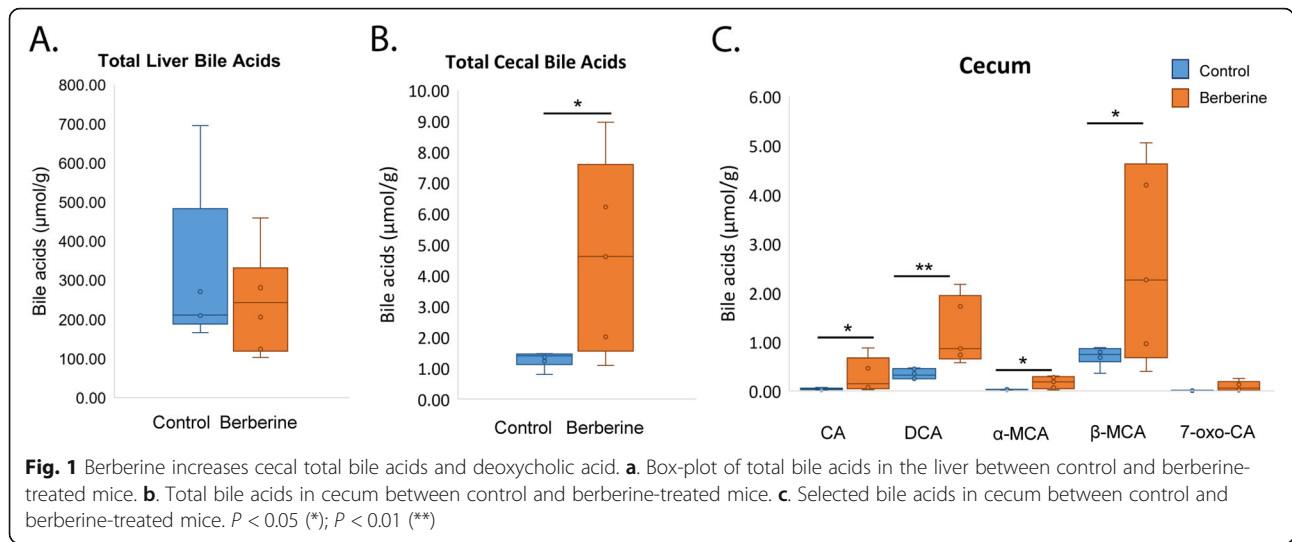 A.
Total Liver Bile Acids
Bile acids (µmol/g)
800.00
700.00
600.00
500.00
400.00
300.00
200.00
100.00
0.00
Control Berberine
B.
Total Cecal Bile Acids
Bile acids (µmol/g)
10.00
9.00
8.00
7.00
6.00
5.00
4.00
3.00
2.00
1.00
0.00
*
Control Berberine
C.
Cecum
Control
Berberine
Bile acids (µmol/g)
6.00
5.00
4.00
3.00
2.00
1.00
0.00
*
**
*
*
CA DCA α-MCA β-MCA 7-oxo-CA
Fig. 1 Berberine increases cecal total bile acids and deoxycholic acid. a. Box-plot of total bile acids in the liver between control and berberine-
treated mice. b. Total bile acids in cecum between control and berberine-treated mice. c. Selected bile acids in cecum between control and
berberine-treated mice. P < 0.05 (*); P < 0.01 (**)